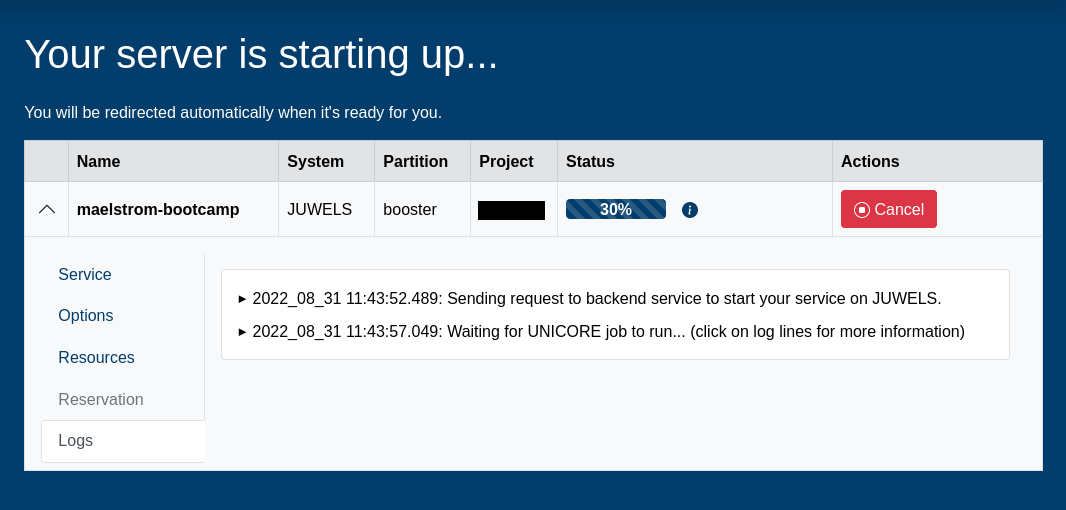 Your server is starting up...
You will be redirected automatically when it's ready for you.
Name System Partition Project Status Actions
maelstrom-bootcamp JUWELS booster 30% i Cancel
Service
Options
Resources
Reservation
Logs
► 2022_08_31 11:43:52.489: Sending request to backend service to start your service on JUWELS.
► 2022_08_31 11:43:57.049: Waiting for UNICORE job to run... (click on log lines for more information)